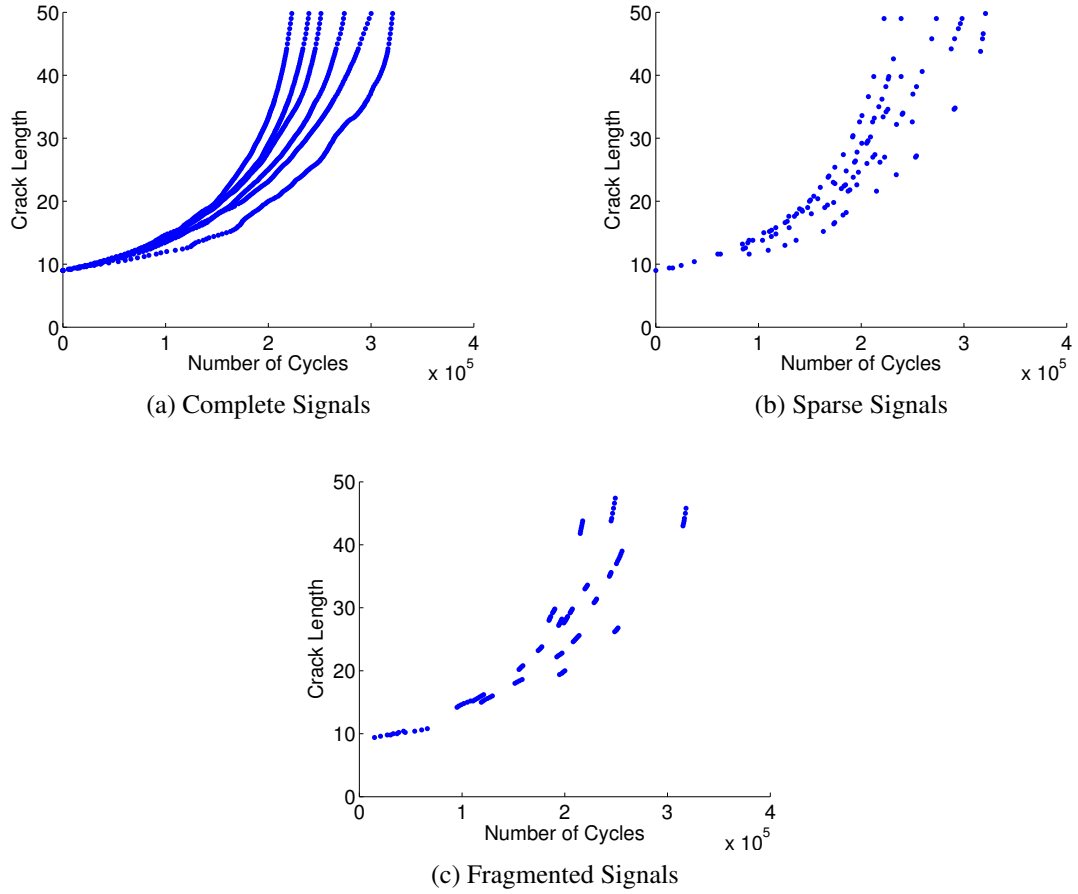 50
40
30
20
10
0
Crack Length
0 1 2 3 4
Number of Cycles
x 10^5
(a) Complete Signals
50
40
30
20
10
0
Crack Length
0 1 2 3 4
Number of Cycles
x 10^5
(b) Sparse Signals
50
40
30
20
10
0
Crack Length
0 1 2 3 4
Number of Cycles
x 10^5
(c) Fragmented Signals